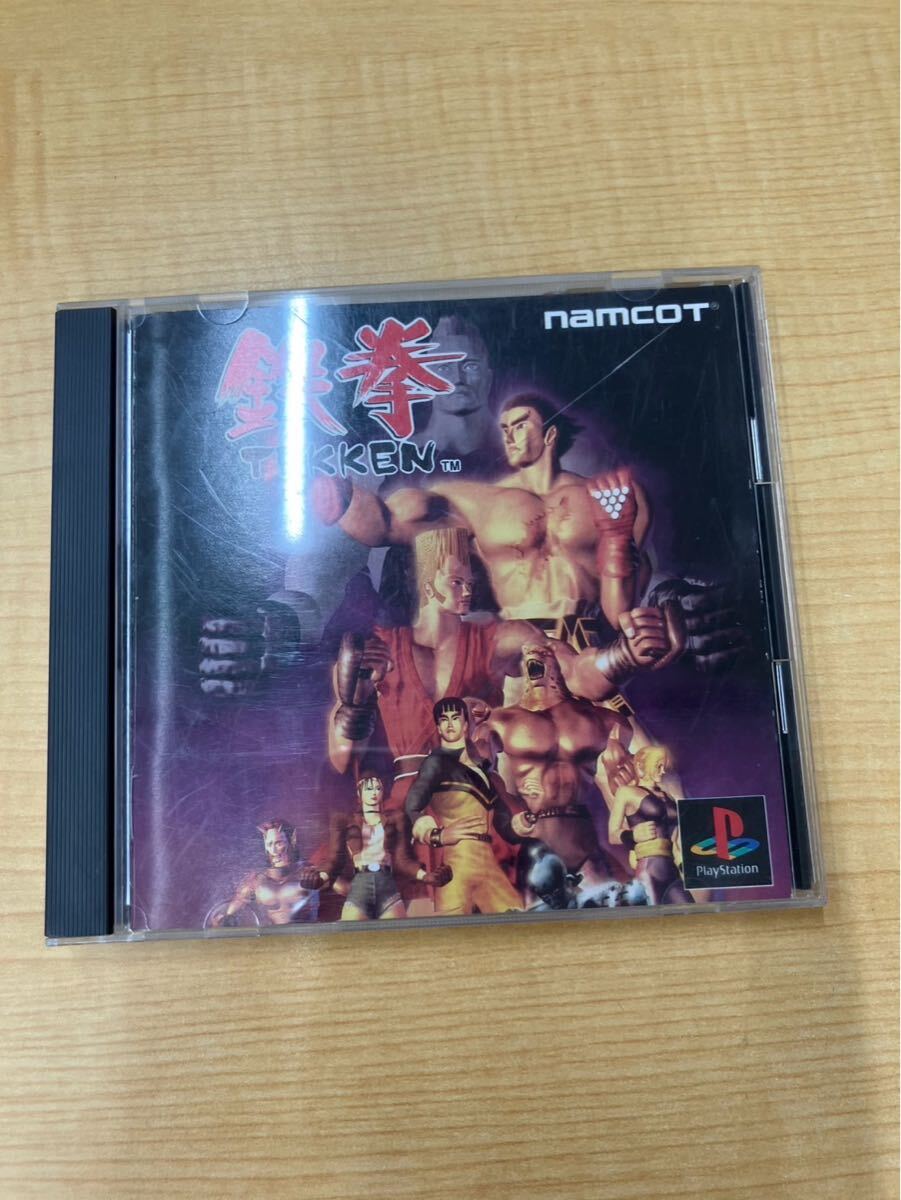 namcot®
鉄拳
TEKKEN™
PlayStation